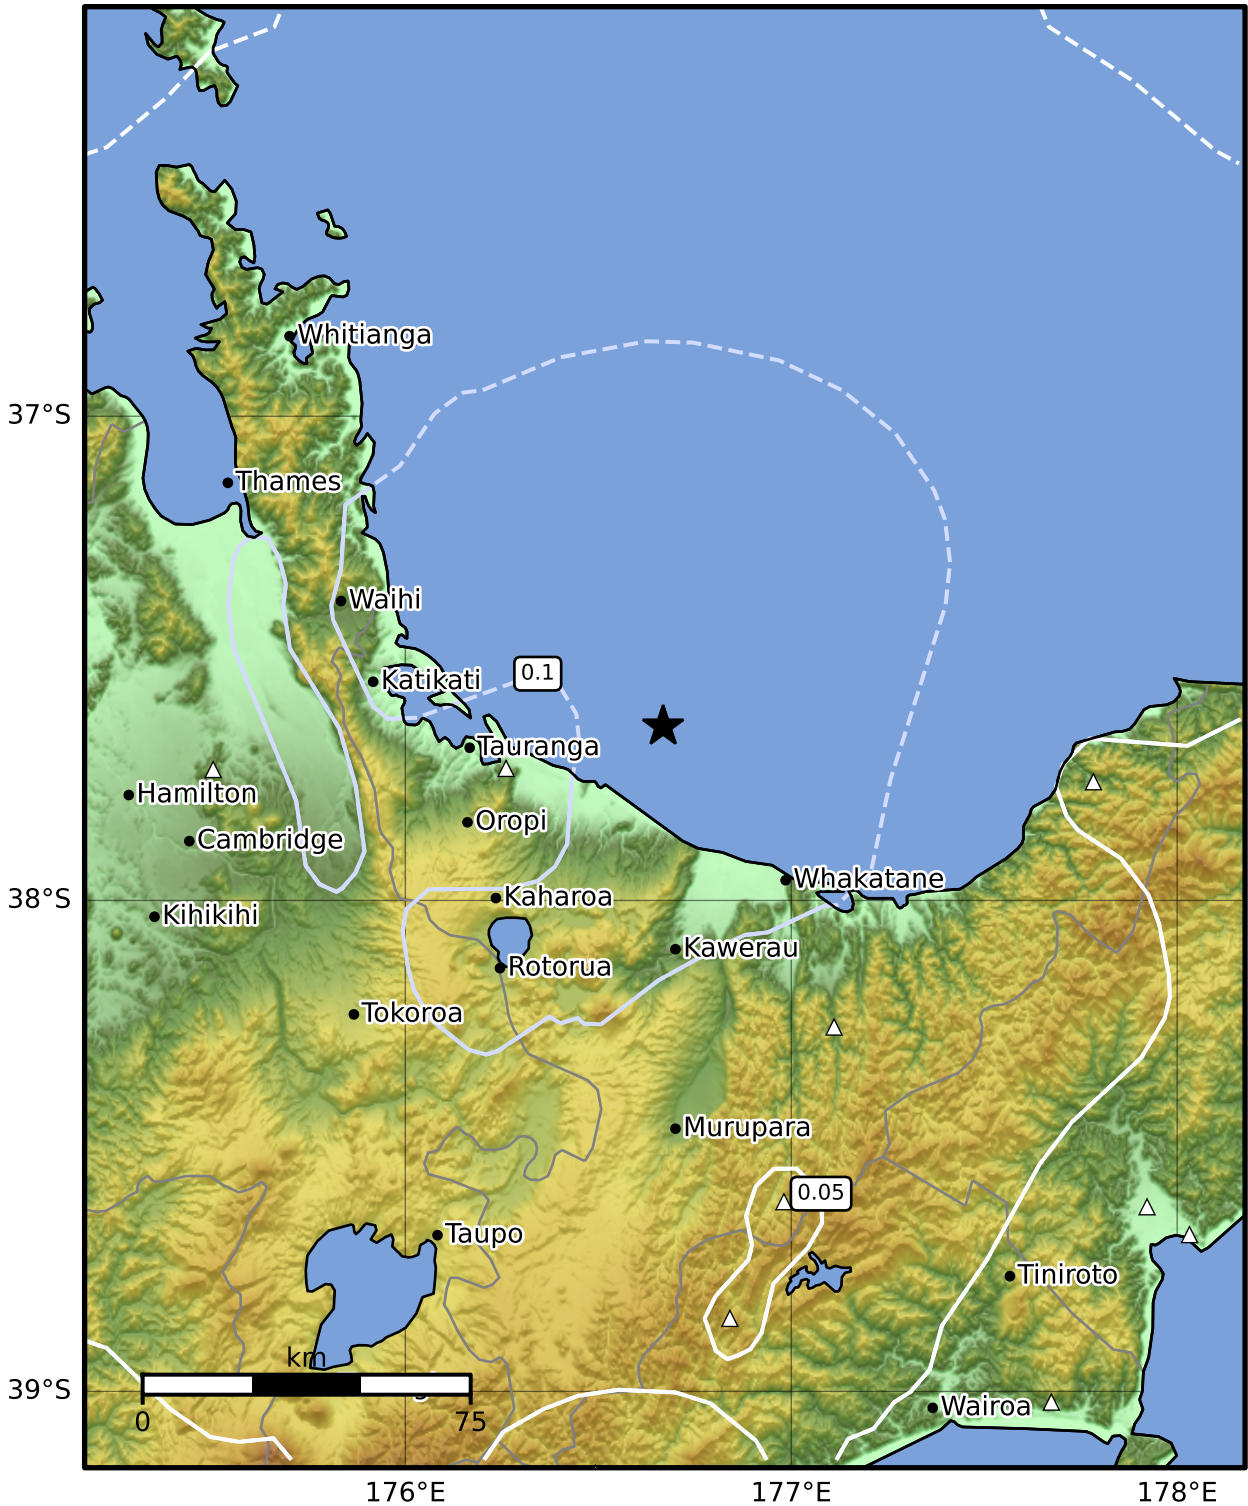 Whitianga
37°S
Thames
Waihi
0.1
Katikati
Tauranga
Hamilton
Oropi
Cambridge
Whakatane
38°S
Kaharoa
Kihikihi
Kawerau
Rotorua
Tokoroa
Murupara
0.05
Taupo
Tiniroto
km
39°S
Wairoa
0
75
176°E
177°E
178°E